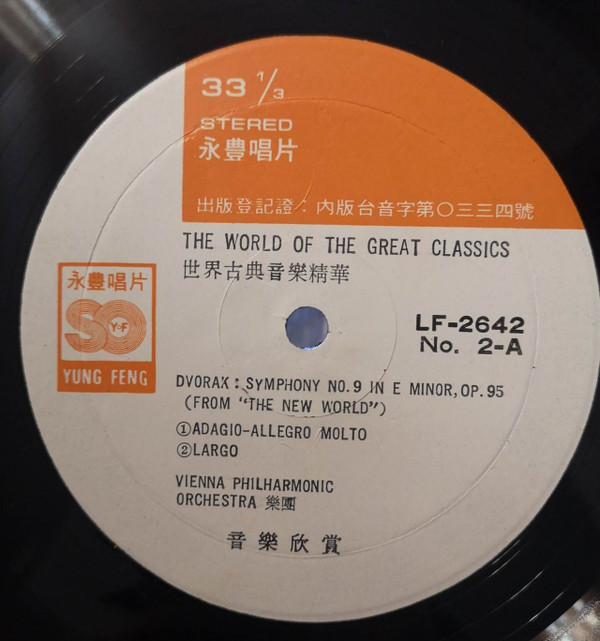 33 1/3
STEREO
永豐唱片
出版登記證：內版台音字第〇三三四號
THE WORLD OF THE GREAT CLASSICS
世界古典音樂精華
永豐唱片
SO
Y&F
YUNG FENG
LF-2642
No. 2-A
DVORAX: SYMPHONY NO.9 IN E MINOR, OP.95
(FROM "THE NEW WORLD")
①ADAGIO-ALLEGRO MOLTO
②LARGO
VIENNA PHILHARMONIC
ORCHESTRA 樂團
音樂欣賞